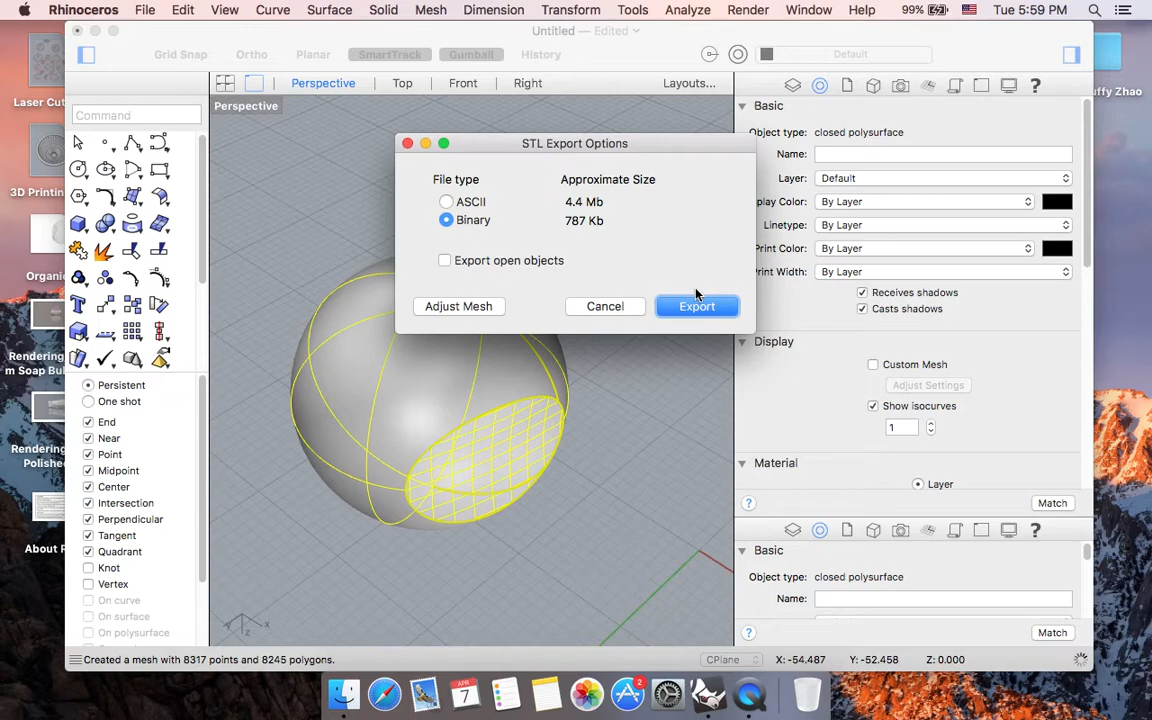 Rhinoceros File Edit View Curve Surface Solid Mesh Dimension Transform Tools Analyze Render Window Help 99% Tue 5:59 PM
Untitled — Edited
Grid Snap Ortho Planar SmartTrack Gumball History Default
Perspective Top Front Right Layouts...
Perspective
Command
Laser Cut
3D Printin
Organi
Rendering
m Soap Bu
Rendering
Polished
About R
uffy Zhao
STL Export Options
File type Approximate Size
ASCII 4.4 Mb
Binary 787 Kb
Export open objects
Adjust Mesh Cancel Export
Basic
Object type: closed polysurface
Name:
Layer: Default
play Color: By Layer
Linetype: By Layer
Print Color: By Layer
Print Width: By Layer
Receives shadows
Casts shadows
Display
Custom Mesh
Adjust Settings
Show isocurves
1
Material
Layer
? Match
Basic
Object type: closed polysurface
Name:
? Match
Persistent
One shot
End
Near
Point
Midpoint
Center
Intersection
Perpendicular
Tangent
Quadrant
Knot
Vertex
On curve
On surface
On polysurface
y x
z
Created a mesh with 8317 points and 8245 polygons. CPlane X: -54.487 Y: -52.458 Z: 0.000
APR
7
2